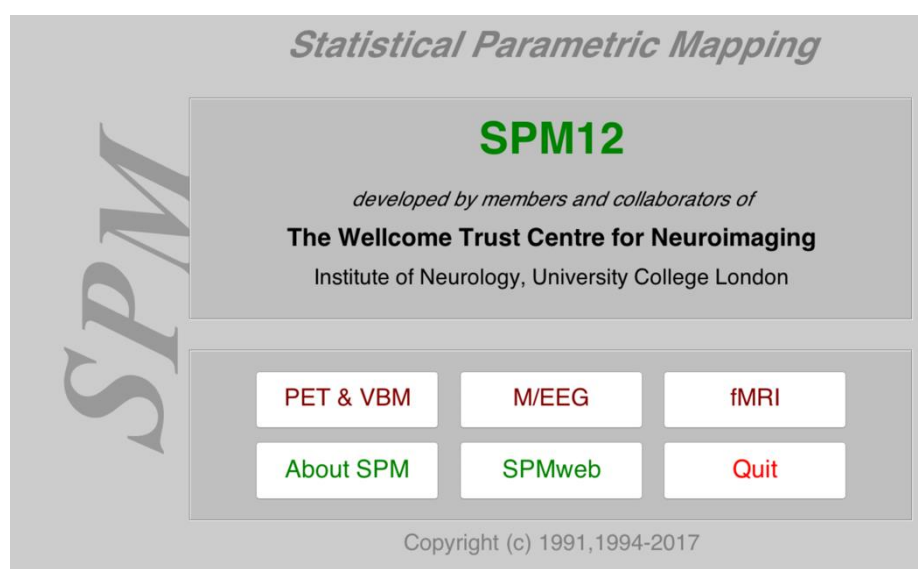 Statistical Parametric Mapping
SPM
SPM12
developed by members and collaborators of
The Wellcome Trust Centre for Neuroimaging
Institute of Neurology, University College London
PET & VBM
M/EEG
fMRI
About SPM
SPMweb
Quit
Copyright (c) 1991,1994-2017